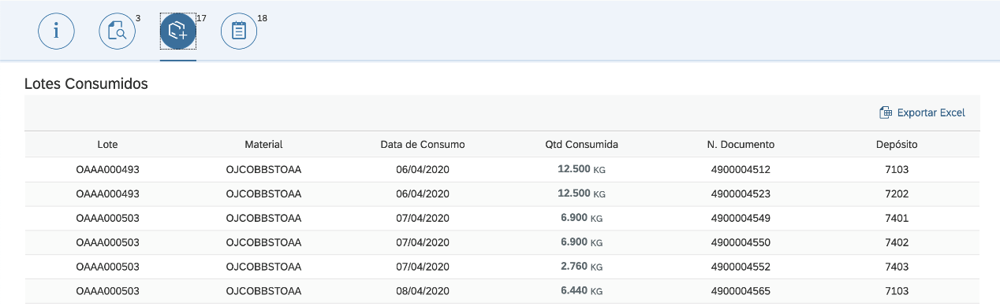 3 17 18
Lotes Consumidos
Exportar Excel
Lote Material Data de Consumo Qtd Consumida N. Documento Depósito
OAAA000493 OJCOBBSTOAA 06/04/2020 12.500 KG 4900004512 7103
OAAA000493 OJCOBBSTOAA 06/04/2020 12.500 KG 4900004523 7202
OAAA000503 OJCOBBSTOAA 07/04/2020 6.900 KG 4900004549 7401
OAAA000503 OJCOBBSTOAA 07/04/2020 6.900 KG 4900004550 7402
OAAA000503 OJCOBBSTOAA 07/04/2020 2.760 KG 4900004552 7403
OAAA000503 OJCOBBSTOAA 08/04/2020 6.440 KG 4900004565 7103